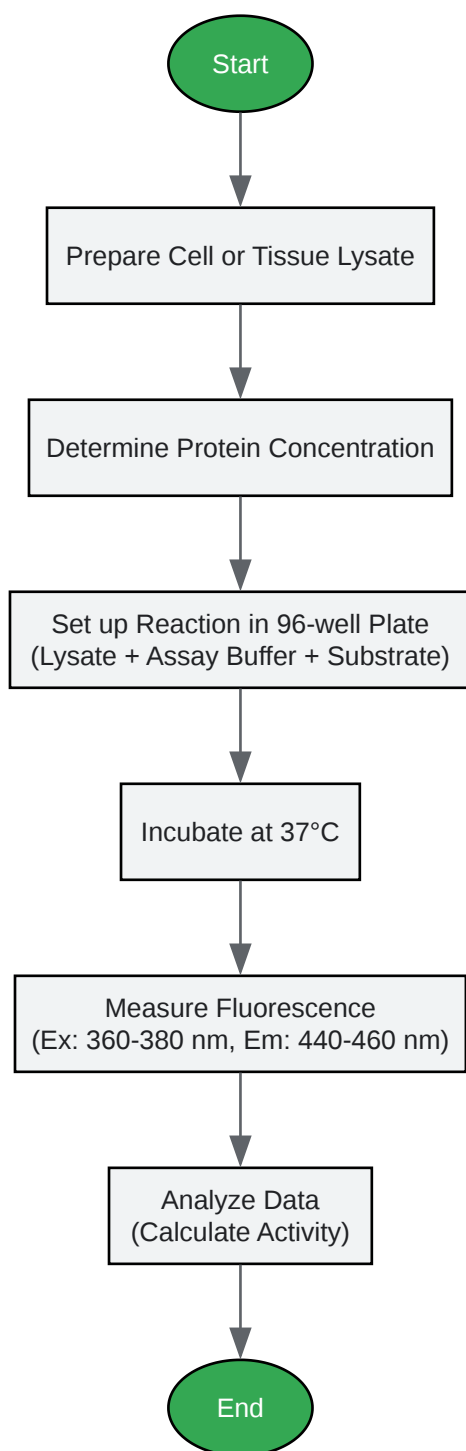 Start
Prepare Cell or Tissue Lysate
Determine Protein Concentration
Set up Reaction in 96-well Plate
(Lysate + Assay Buffer + Substrate)
Incubate at 37°C
Measure Fluorescence
(Ex: 360-380 nm, Em: 440-460 nm)
Analyze Data
(Calculate Activity)
End